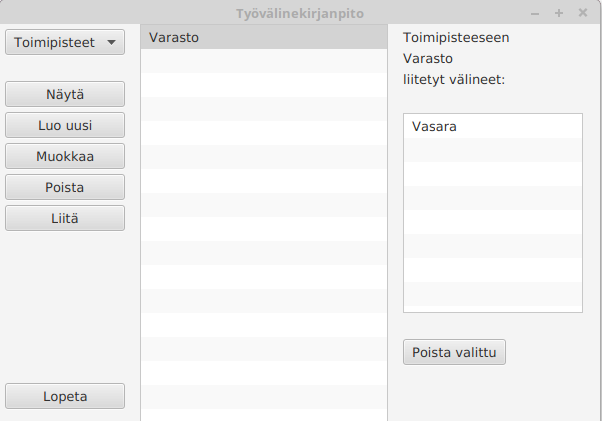 Työvälinekirjanpito
Toimipisteet
Näytä
Luo uusi
Muokkaa
Poista
Liitä
Lopeta
Varasto
Toimipisteeseen
Varasto
liitetyt välineet:
Vasara
Poista valittu